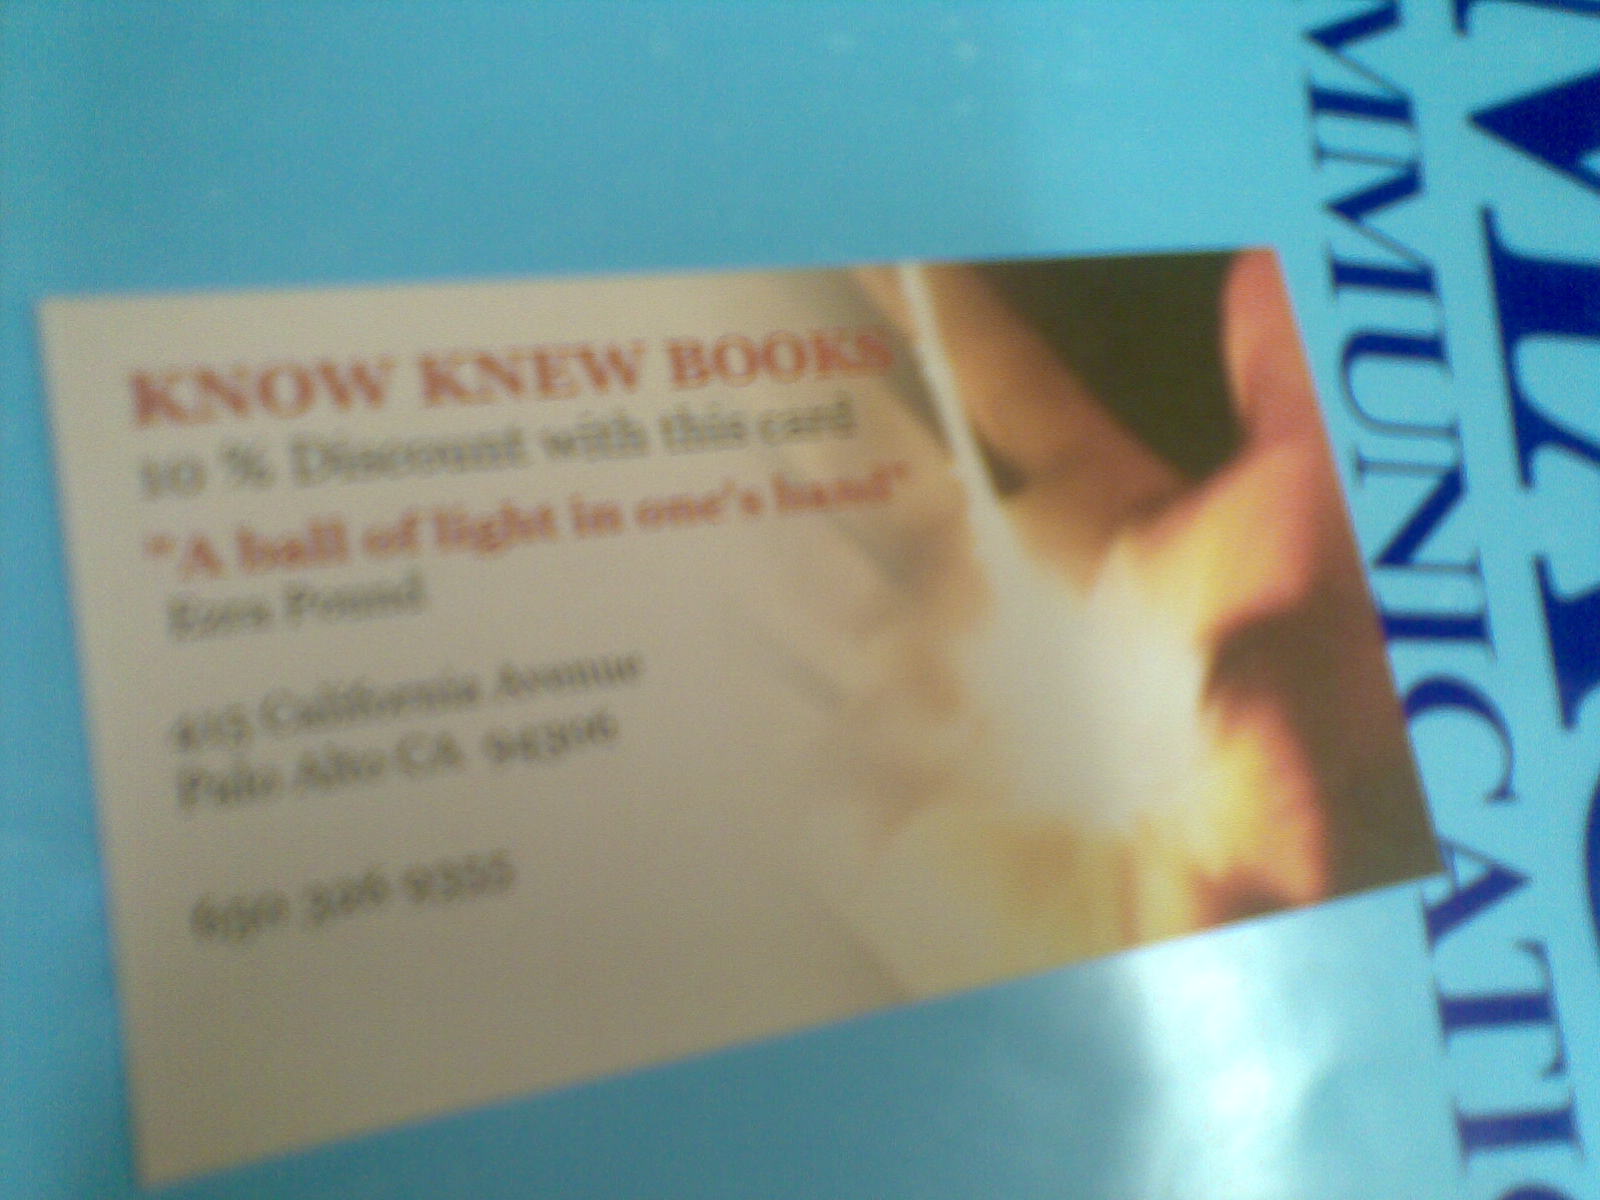 KNOW KNEW BOOKS
10 % Discount with this card
"A ball of light in one's hand"
Ezra Pound
415 California Avenue
Palo Alto CA 94306
650 326 9355
MMUNICATI